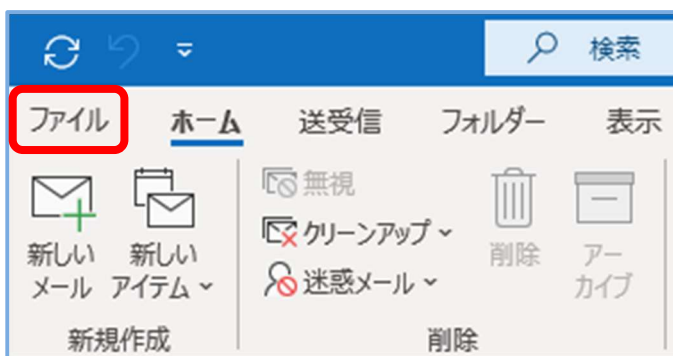 検索
ファイル ホーム 送受信 フォルダー 表示
新しい
メール
新しい
アイテム
新規作成
無視
クリーンアップ
迷惑メール
削除
アー
カイブ
削除